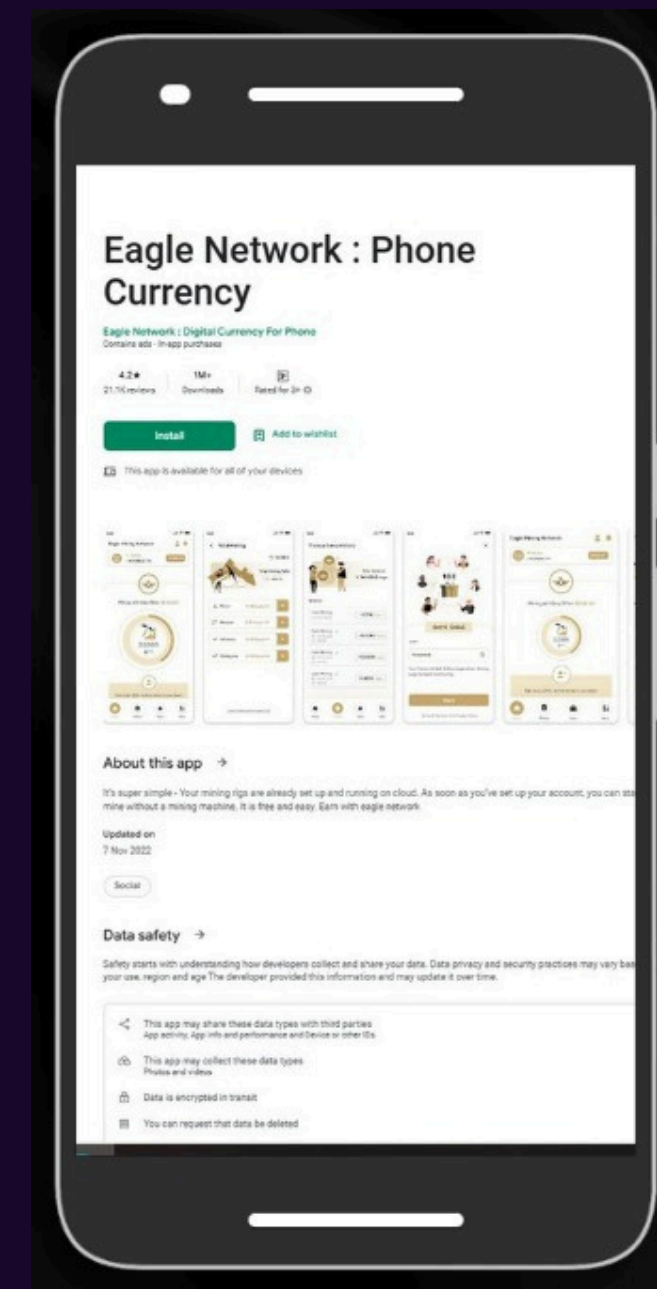 Eagle Network : Phone
Currency
Eagle Network : Digital Currency For Phone
Contains ads · In-app purchases
4.2★
21.1K reviews
1M+
Downloads
Rated for 3+
Install
Add to wishlist
This app is available for all of your devices
About this app →
It's super simple - Your mining rigs are already set up and running on cloud. As soon as you've set up your account, you can sta
mine without a mining machine. It is free and easy. Earn with eagle network
Updated on
7 Nov 2022
Social
Data safety →
Safety starts with understanding how developers collect and share your data. Data privacy and security practices may vary bas
your use, region and age The developer provided this information and may update it over time.
This app may share these data types with third parties
App activity, App info and performance and Device or other IDs
This app may collect these data types
Photos and videos
Data is encrypted in transit
You can request that data be deleted